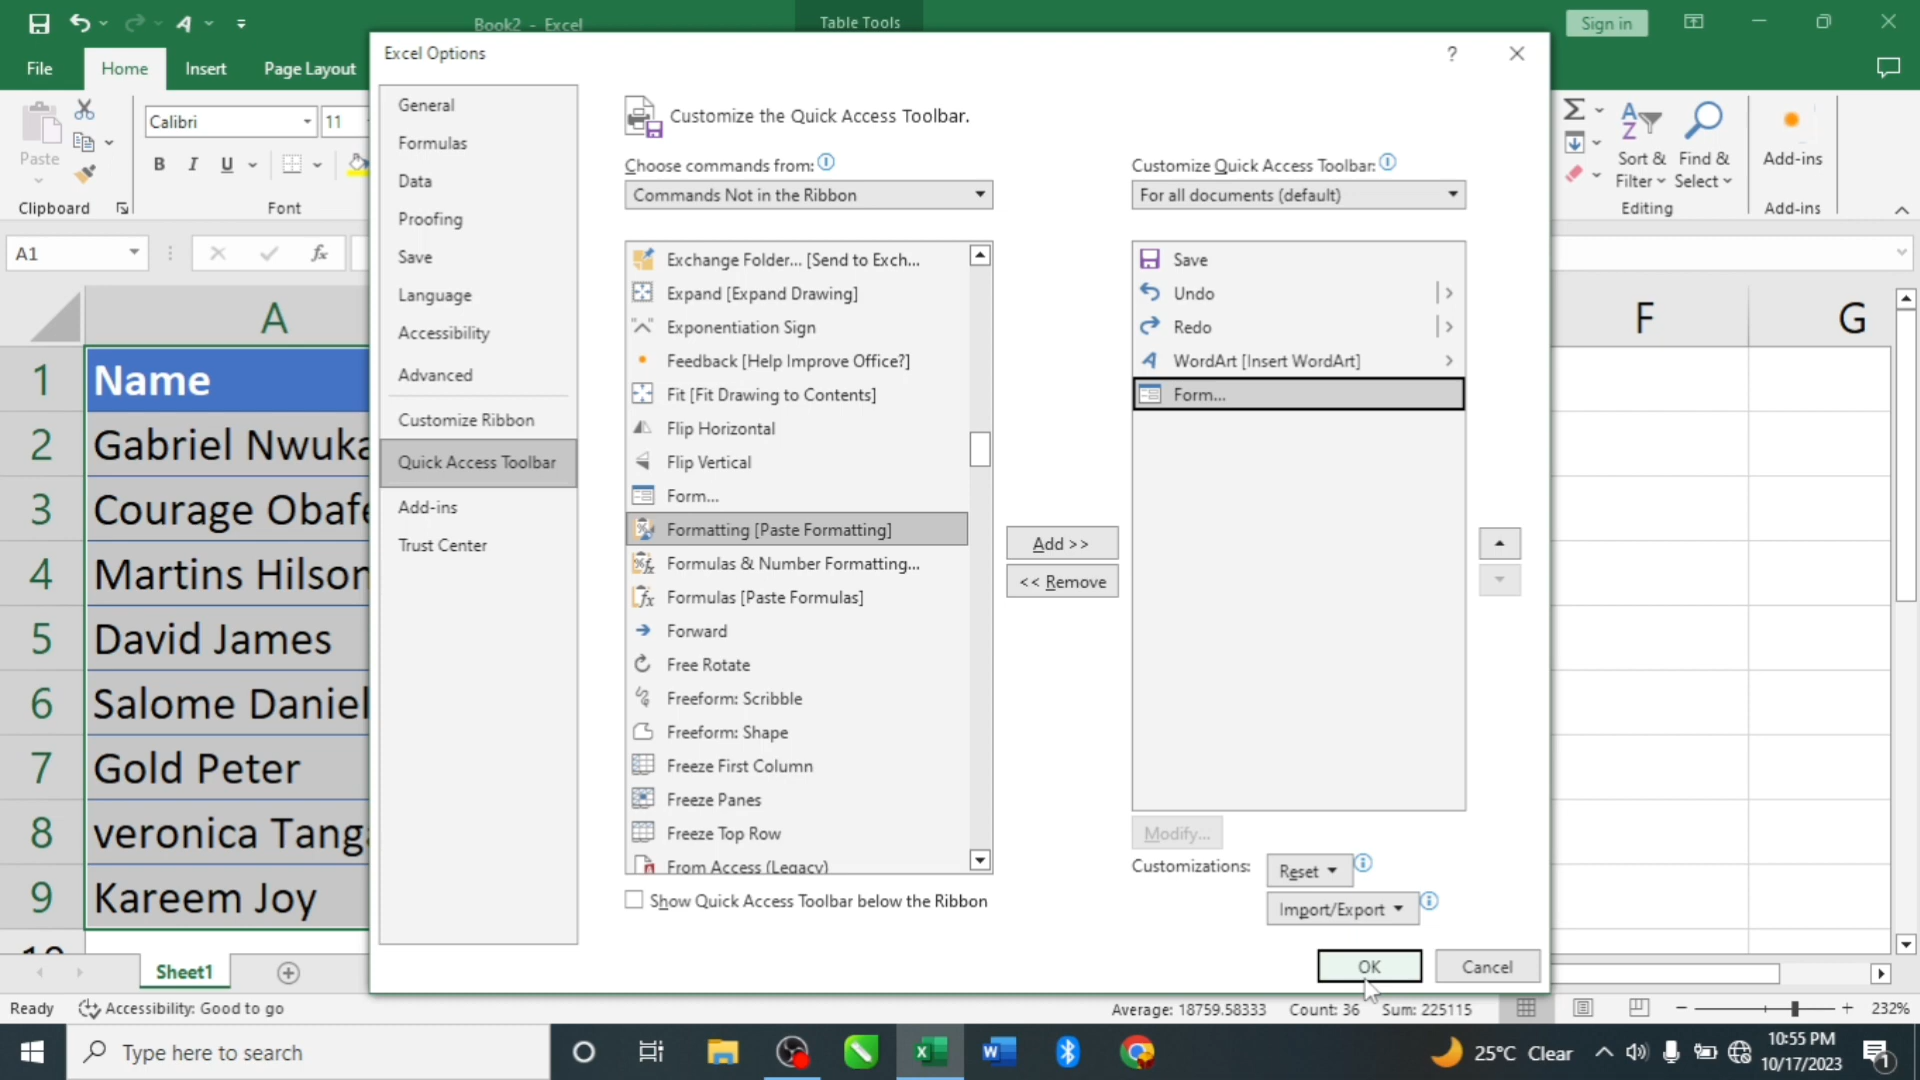 Book2 - Excel
Table Tools
Sign in
File
Home
Insert
Page Layout
Paste
Clipboard
Calibri
11
B I U
Font
Sort &
Filter
Find &
Select
Editing
Add-ins
Add-ins
A1
fx
A
F
G
1 Name
2 Gabriel Nwuka
3 Courage Obafe
4 Martins Hilson
5 David James
6 Salome Daniel
7 Gold Peter
8 veronica Tanga
9 Kareem Joy
Excel Options
?
General
Formulas
Data
Proofing
Save
Language
Accessibility
Advanced
Customize Ribbon
Quick Access Toolbar
Add-ins
Trust Center
Customize the Quick Access Toolbar.
Choose commands from:
Commands Not in the Ribbon
Exchange Folder... [Send to Exch...
Expand [Expand Drawing]
Exponentiation Sign
Feedback [Help Improve Office?]
Fit [Fit Drawing to Contents]
Flip Horizontal
Flip Vertical
Form...
Formatting [Paste Formatting]
Formulas & Number Formatting...
Formulas [Paste Formulas]
Forward
Free Rotate
Freeform: Scribble
Freeform: Shape
Freeze First Column
Freeze Panes
Freeze Top Row
From Access (Legacy)
Show Quick Access Toolbar below the Ribbon
Add >>
<< Remove
Customize Quick Access Toolbar:
For all documents (default)
Save
Undo
Redo
WordArt [Insert WordArt]
Form...
Modify...
Customizations:
Reset
Import/Export
OK
Cancel
Sheet1
Ready
Accessibility: Good to go
Average: 18759.58333
Count: 36
Sum: 225115
232%
Type here to search
25°C Clear
10:55 PM
10/17/2023
1